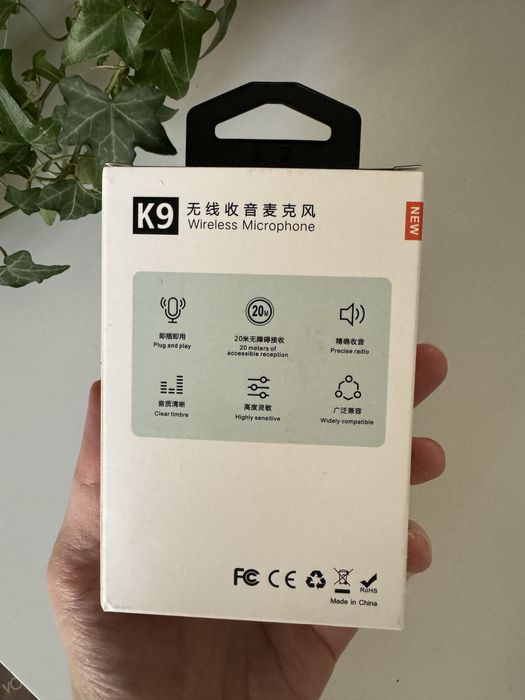 K9
无线收音麦克风
Wireless Microphone
NEW
即插即用
Plug and play
20M
20米无障碍接收
20 meters of
accessible reception
精确收音
Precise radio
音质清晰
Clear timbre
高度灵敏
Highly sensitive
广泛兼容
Widely compatible
FC CE
RoHS
Made in China